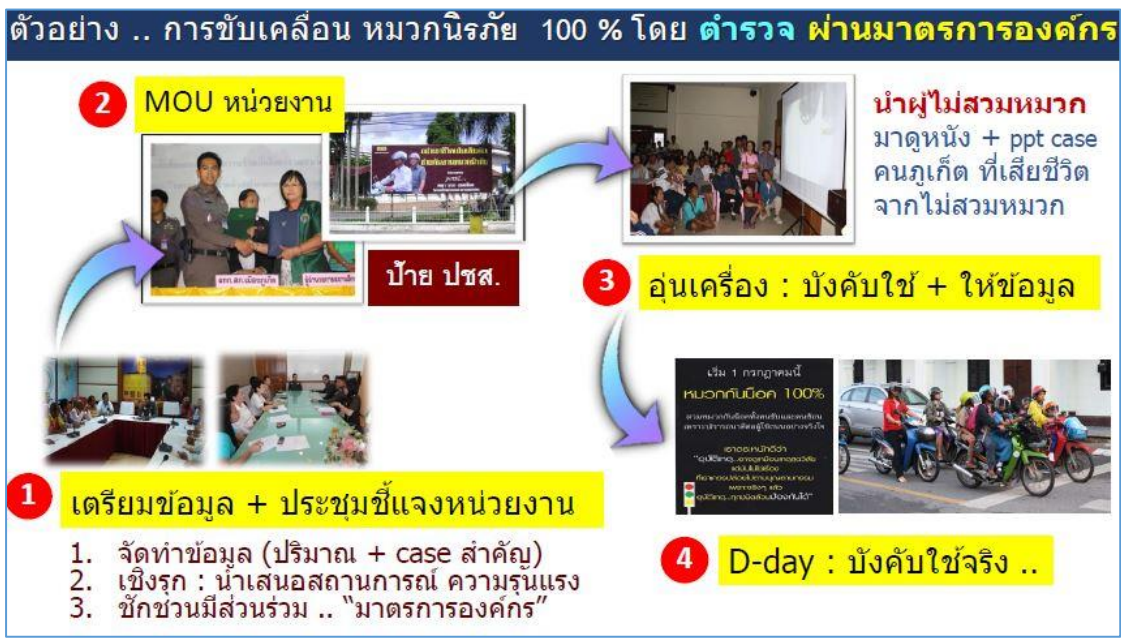 ตัวอย่าง .. การขับเคลื่อน หมวกนิรภัย 100 % โดย ตำรวจ ผ่านมาตรการองค์กร
2 MOU หน่วยงาน
ป้าย ปชส.
นำผู้ไม่สวมหมวก
มาดูหนัง + ppt case
คนภูเก็ต ที่เสียชีวิต
จากไม่สวมหมวก
3 อุ่นเครื่อง : บังคับใช้ + ให้ข้อมูล
1 เตรียมข้อมูล + ประชุมชี้แจงหน่วยงาน
1. จัดทำข้อมูล (ปริมาณ + case สำคัญ)
2. เชิงรุก : นำเสนอสถานการณ์ ความรุนแรง
3. ชักชวนมีส่วนร่วม .. “มาตรการองค์กร”
เริ่ม 1 กรกฎาคมนี้
หมวกกันน็อค 100%
เราตระหนักดีว่า
4 D-day : บังคับใช้จริง ..